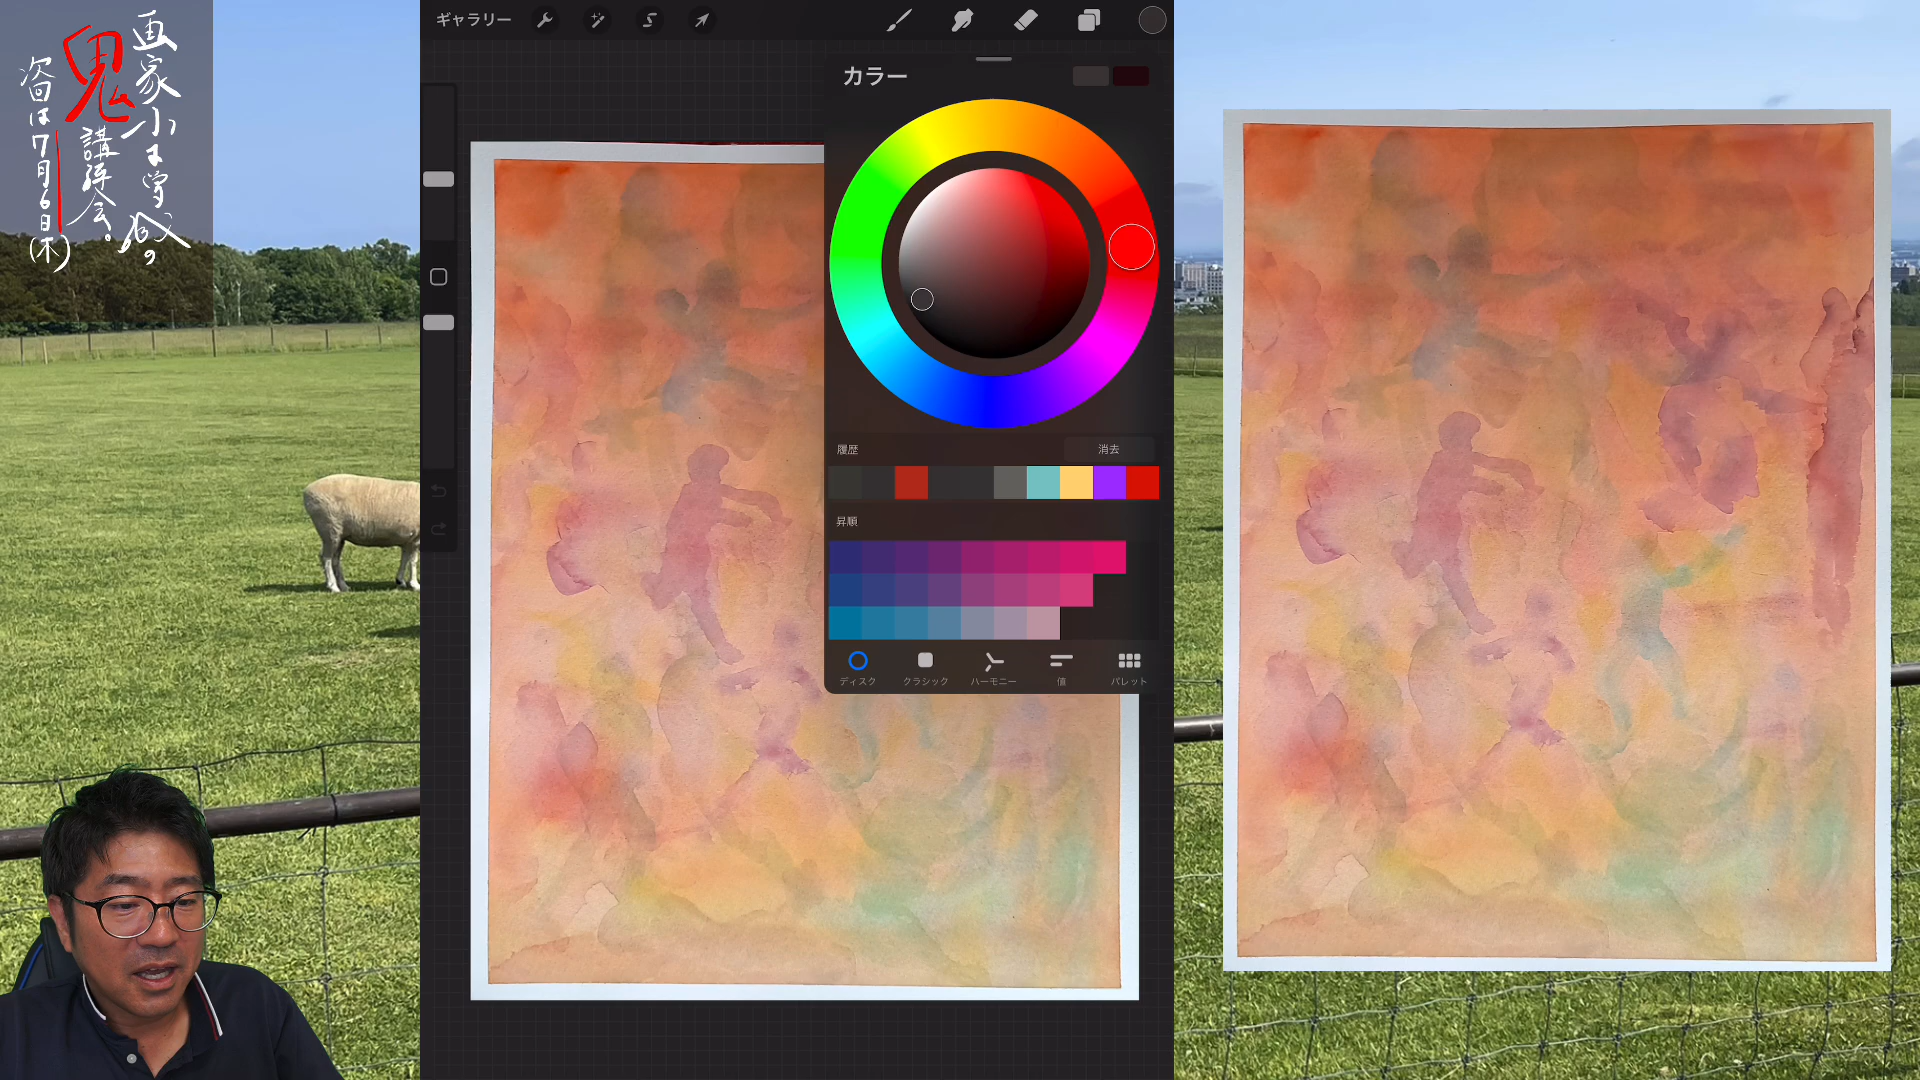 画家小木曽誠の
鬼講評会。
次回は7月6日(木)
ギャラリー
カラー
履歴
消去
昇順
ディスク
クラシック
ハーモニー
値
パレット